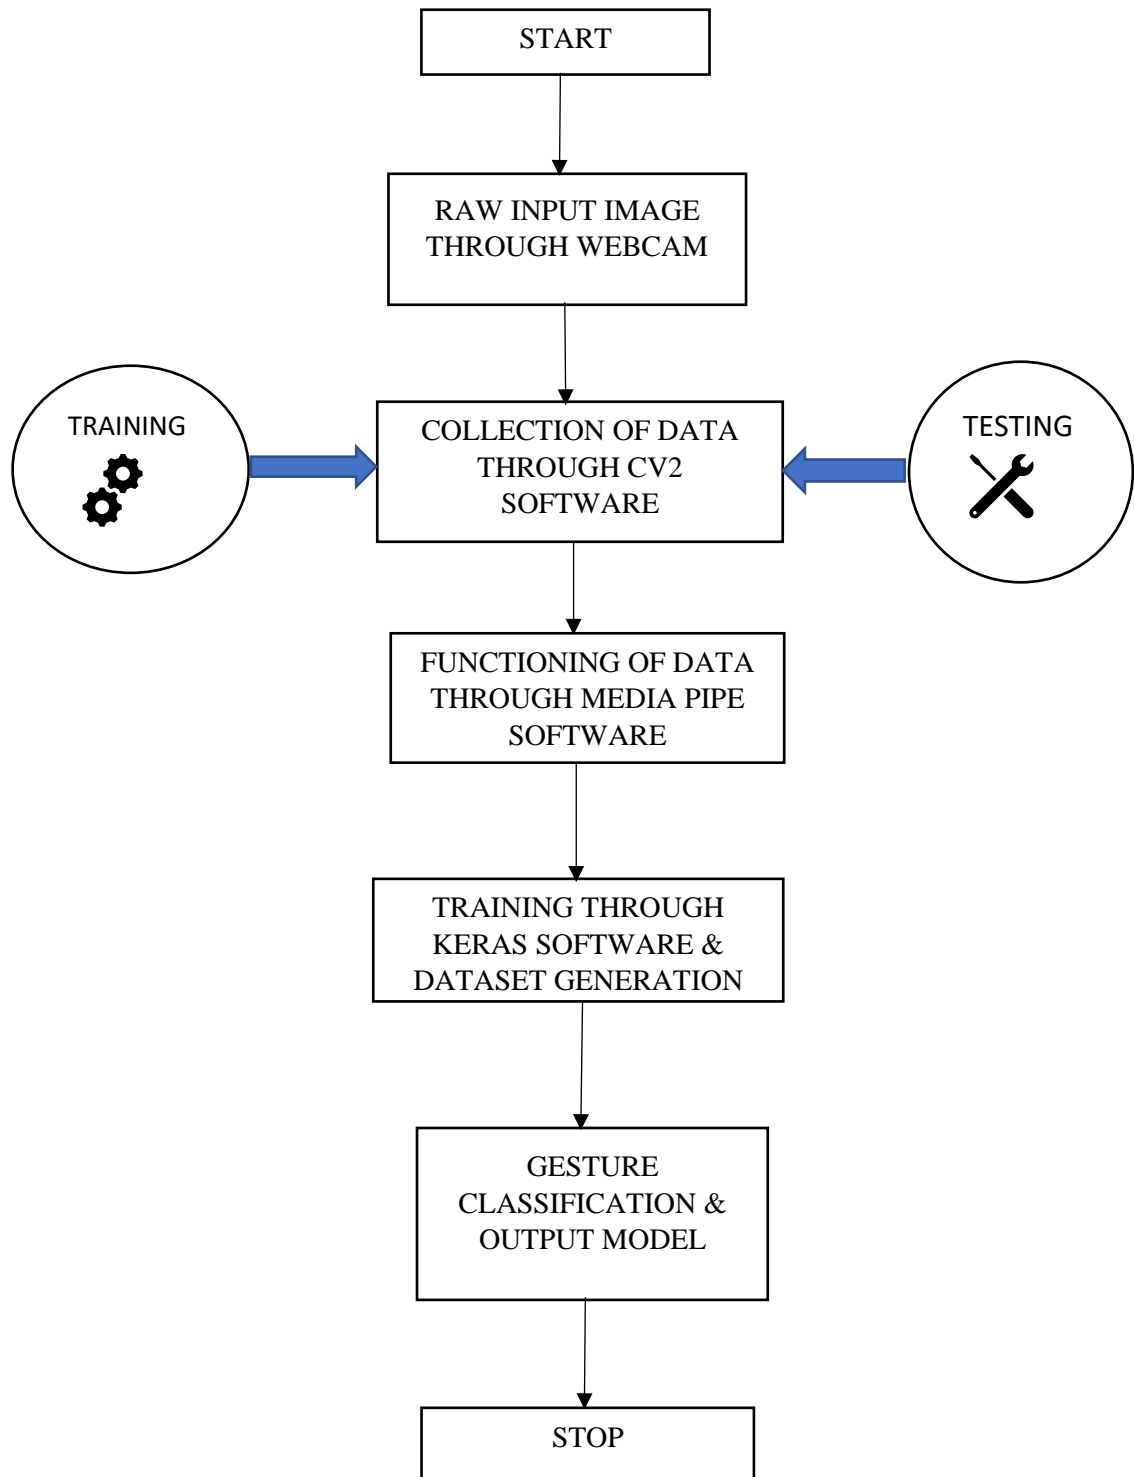 START
RAW INPUT IMAGE
THROUGH WEBCAM
TRAINING
COLLECTION OF DATA
THROUGH CV2
SOFTWARE
TESTING
FUNCTIONING OF DATA
THROUGH MEDIA PIPE
SOFTWARE
TRAINING THROUGH
KERAS SOFTWARE &
DATASET GENERATION
GESTURE
CLASSIFICATION &
OUTPUT MODEL
STOP